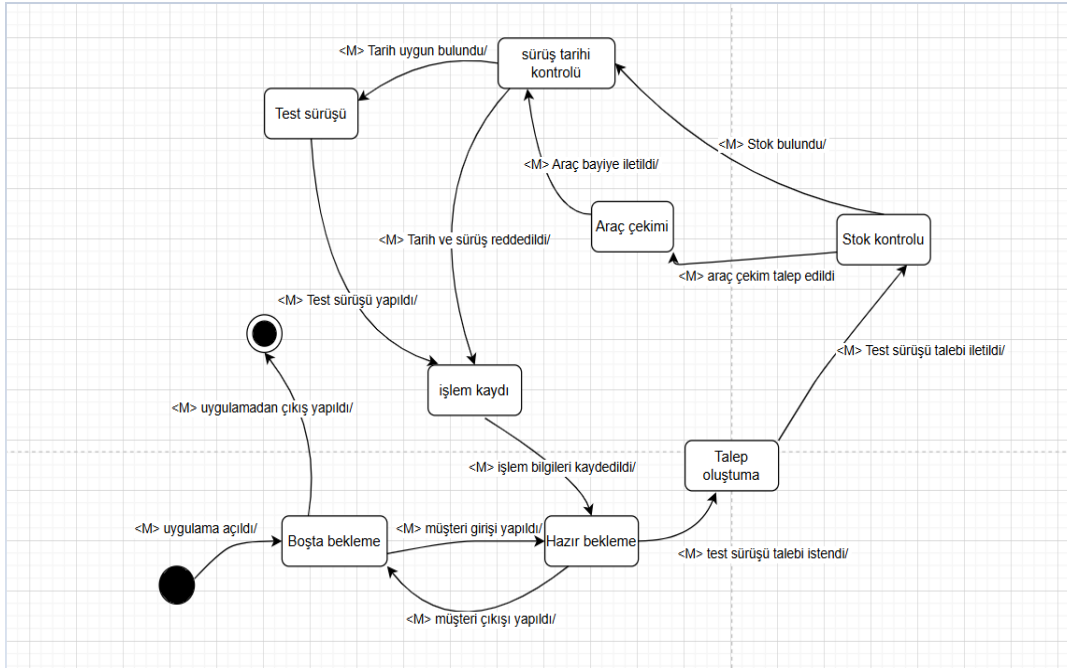 <M> Tarih uygun bulundu/
sürüş tarihi
kontrolü
Test sürüşü
<M> Stok bulundu/
<M> Araç bayiye iletildi/
Araç çekimi
Stok kontrolu
<M> Tarih ve sürüş reddedildi/
<M> araç çekim talep edildi
<M> Test sürüşü yapıldı/
<M> Test sürüşü talebi iletildi/
işlem kaydı
<M> uygulamadan çıkış yapıldı/
<M> işlem bilgileri kaydedildi/
Talep
oluştuma
<M> uygulama açıldı/
Boşta bekleme
<M> müşteri girişi yapıldı/
Hazır bekleme
<M> test sürüşü talebi istendi/
<M> müşteri çıkışı yapıldı/